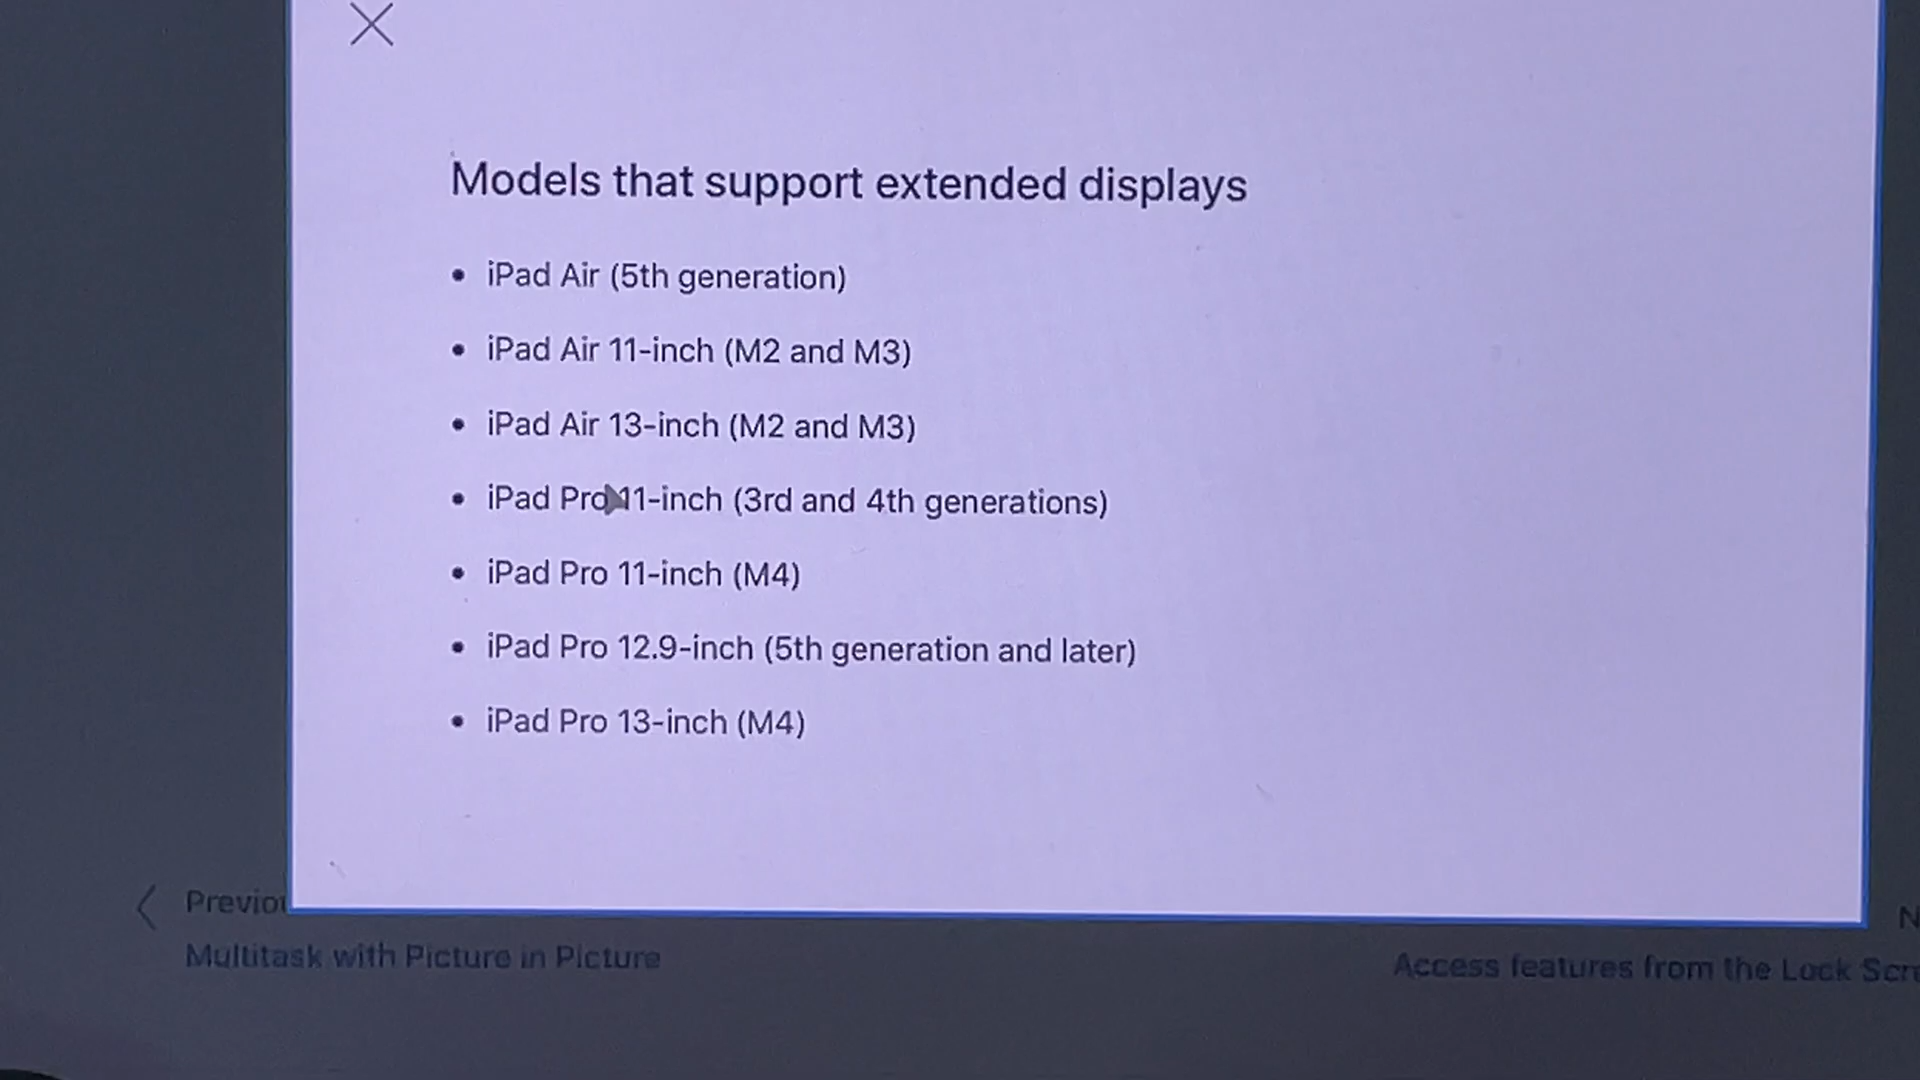 Models that support extended displays
• iPad Air (5th generation)
• iPad Air 11-inch (M2 and M3)
• iPad Air 13-inch (M2 and M3)
• iPad Pro 11-inch (3rd and 4th generations)
• iPad Pro 11-inch (M4)
• iPad Pro 12.9-inch (5th generation and later)
• iPad Pro 13-inch (M4)
Multitask with Picture in Picture
Access features from the Lock